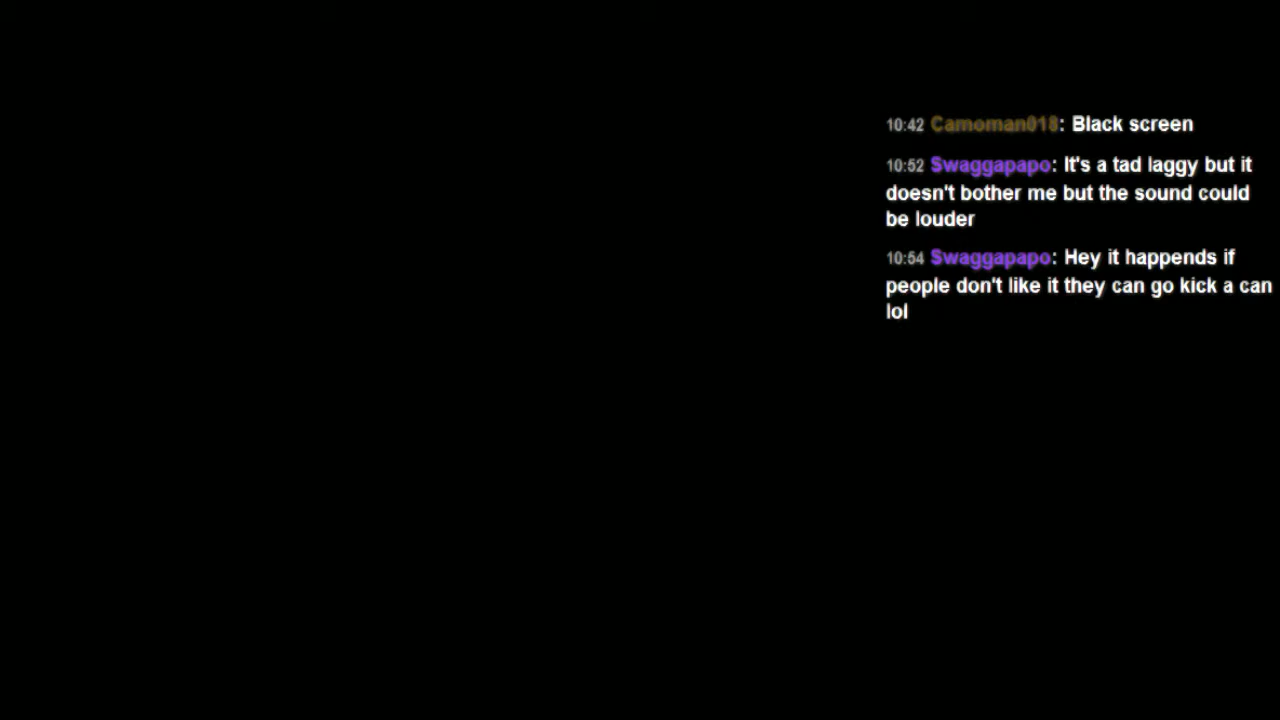 10:42 Camoman018: Black screen
10:52 Swaggapapo: It's a tad laggy but it
doesn't bother me but the sound could
be louder
10:54 Swaggapapo: Hey it happends if
people don't like it they can go kick a can
lol